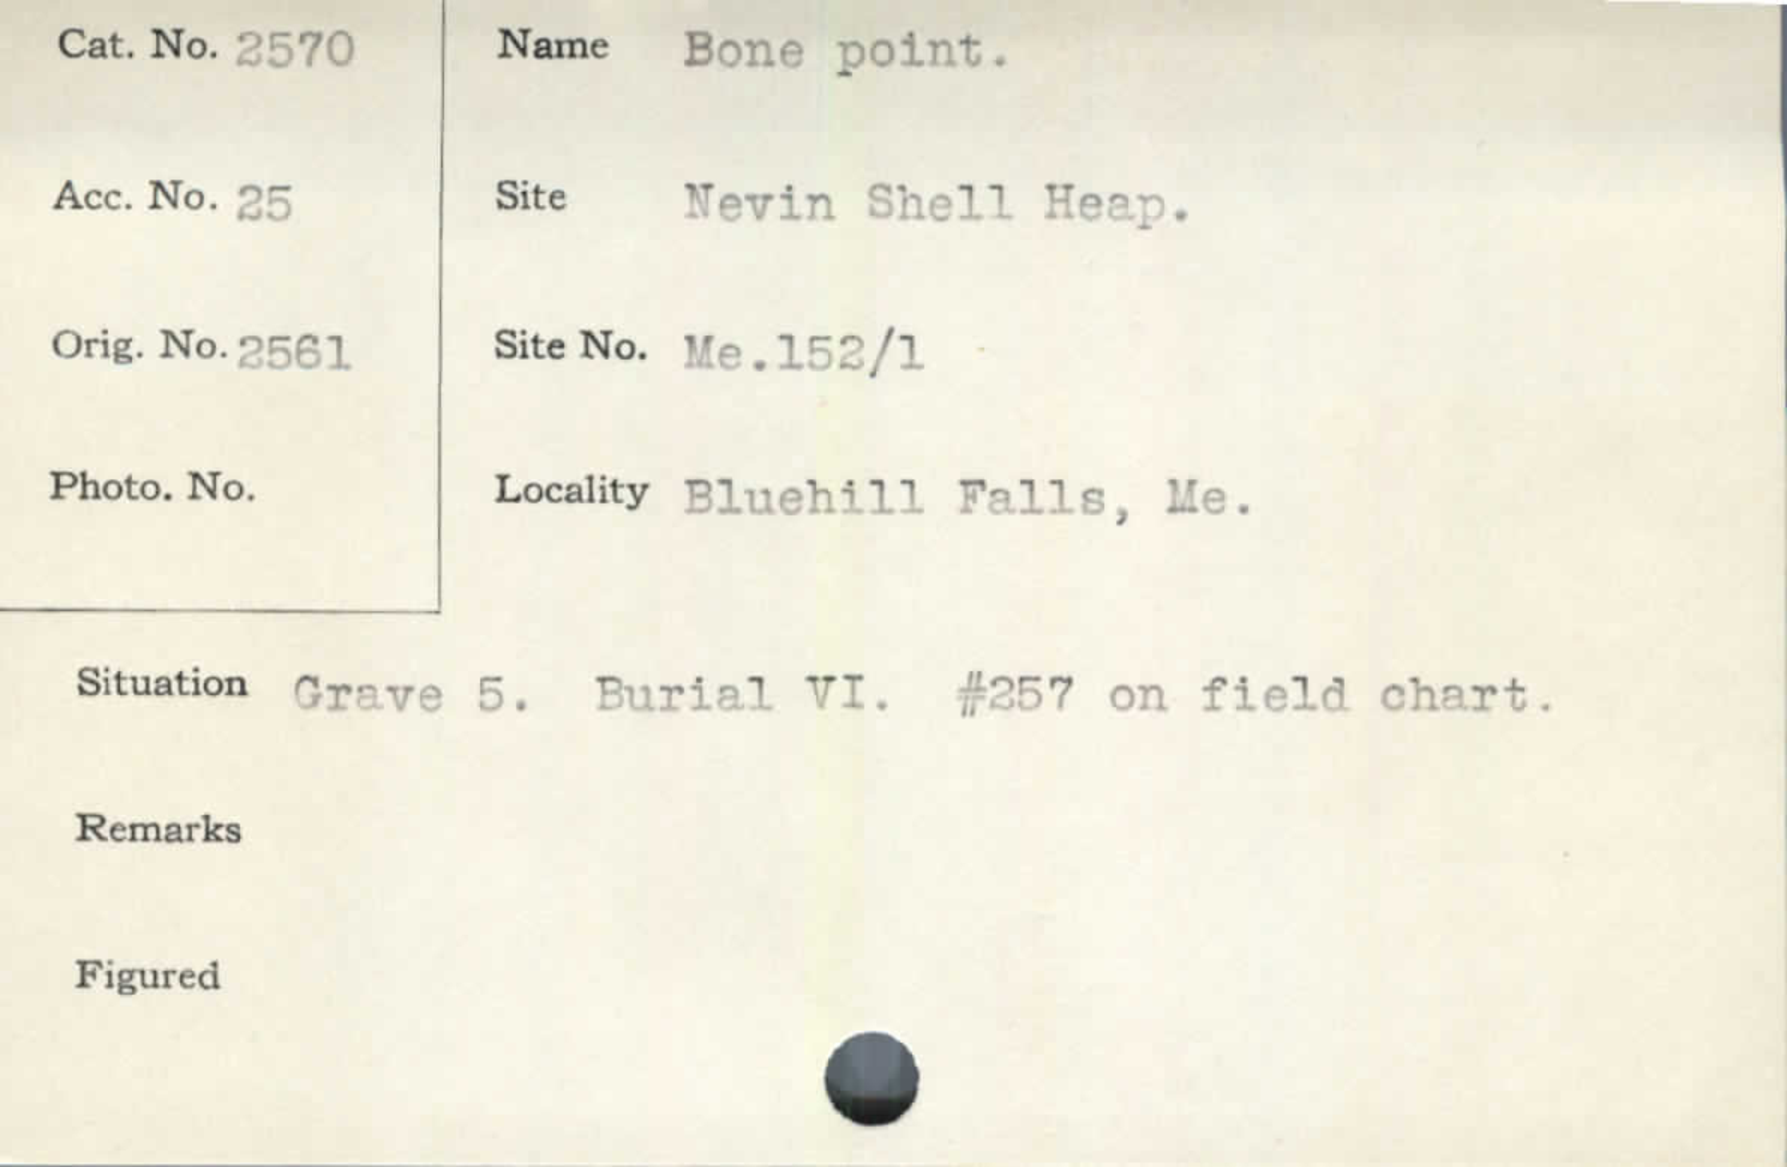 Cat. No. 2570
Name Bone point.
Acc. No. 25
Site Nevin Shell Heap.
Orig. No. 2561
Site No. Me.152/1
Photo. No.
Locality Bluehill Falls, Me.
Situation Grave 5. Burial VI. #257 on field chart.
Remarks
Figured